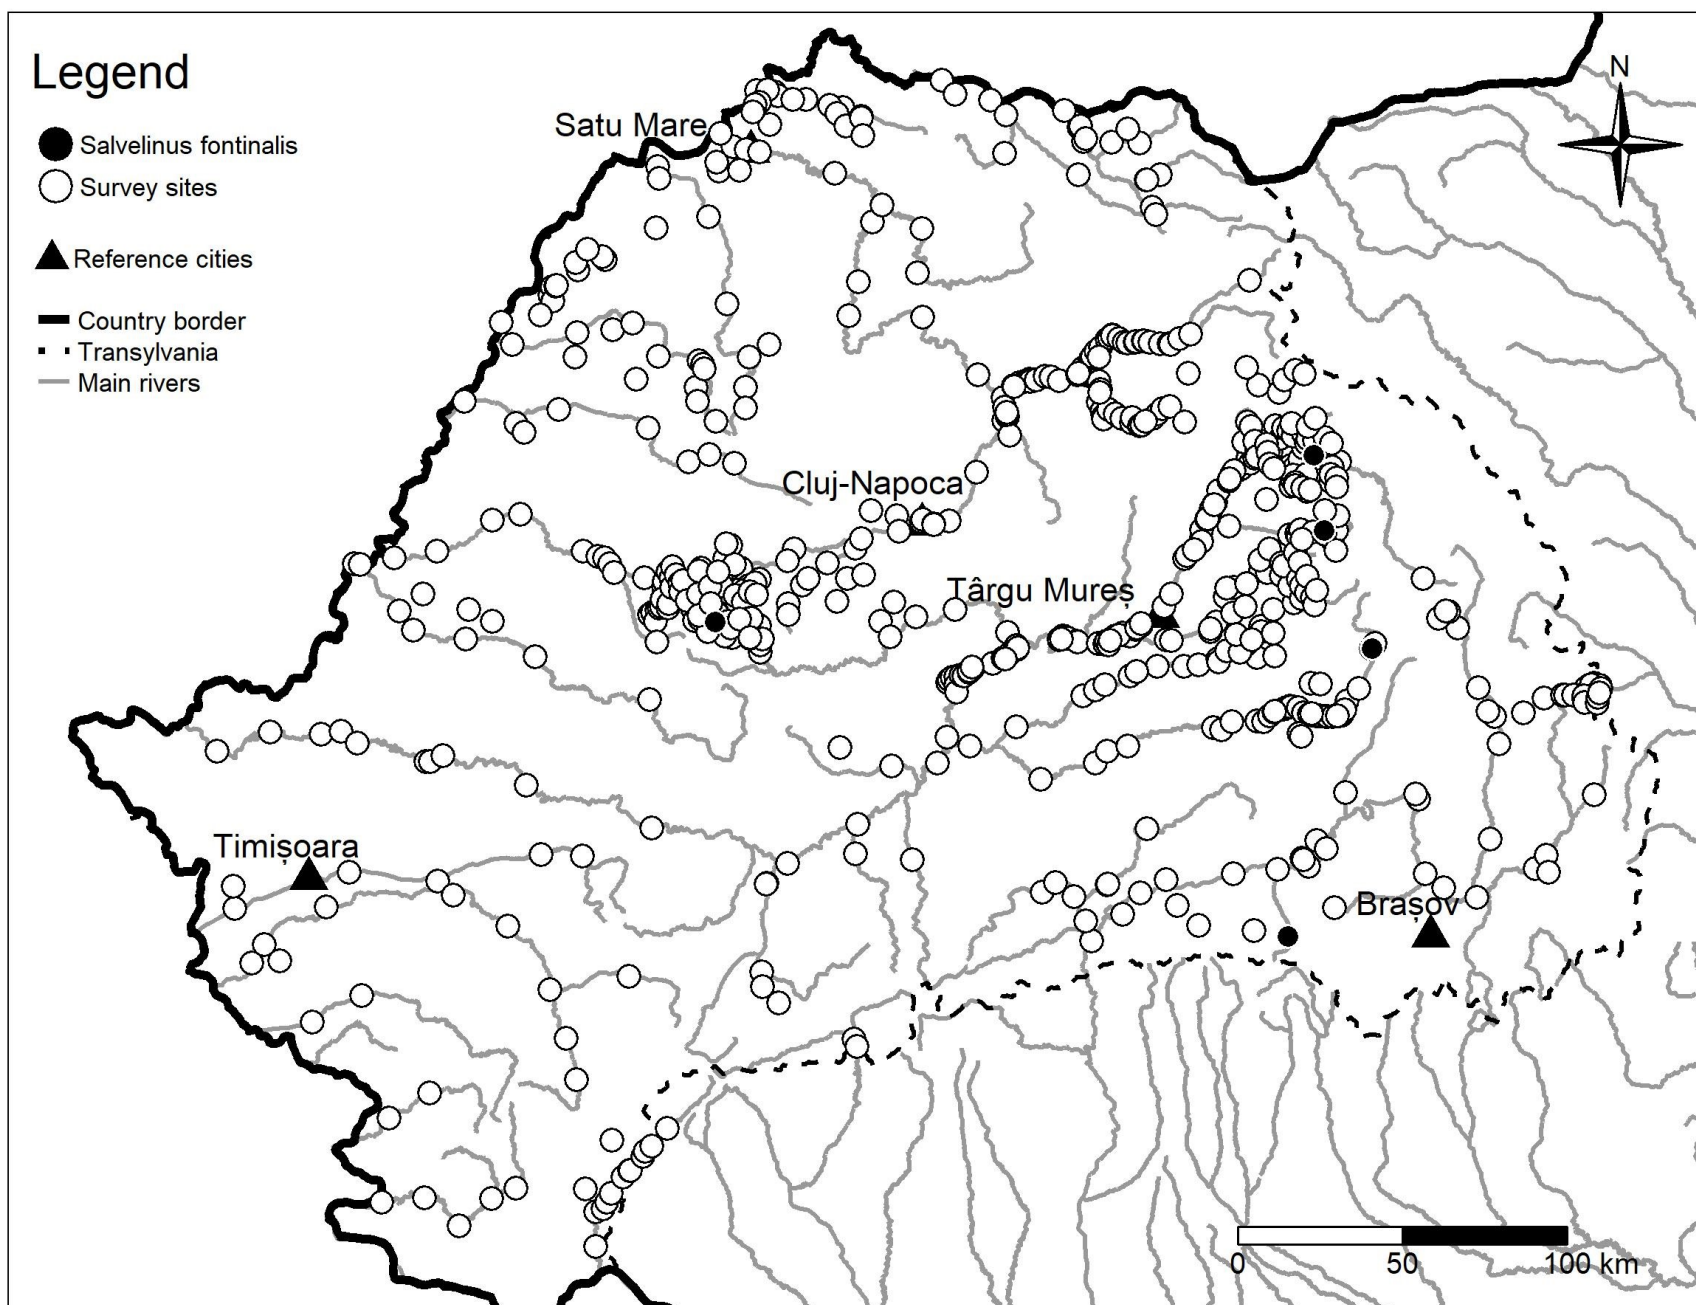 Legend
Salvelinus fontinalis
Survey sites
Reference cities
Country border
Transylvania
Main rivers
N
Satu Mare
Cluj-Napoca
Târgu Mureș
Timișoara
Brașov
0 50 100 km